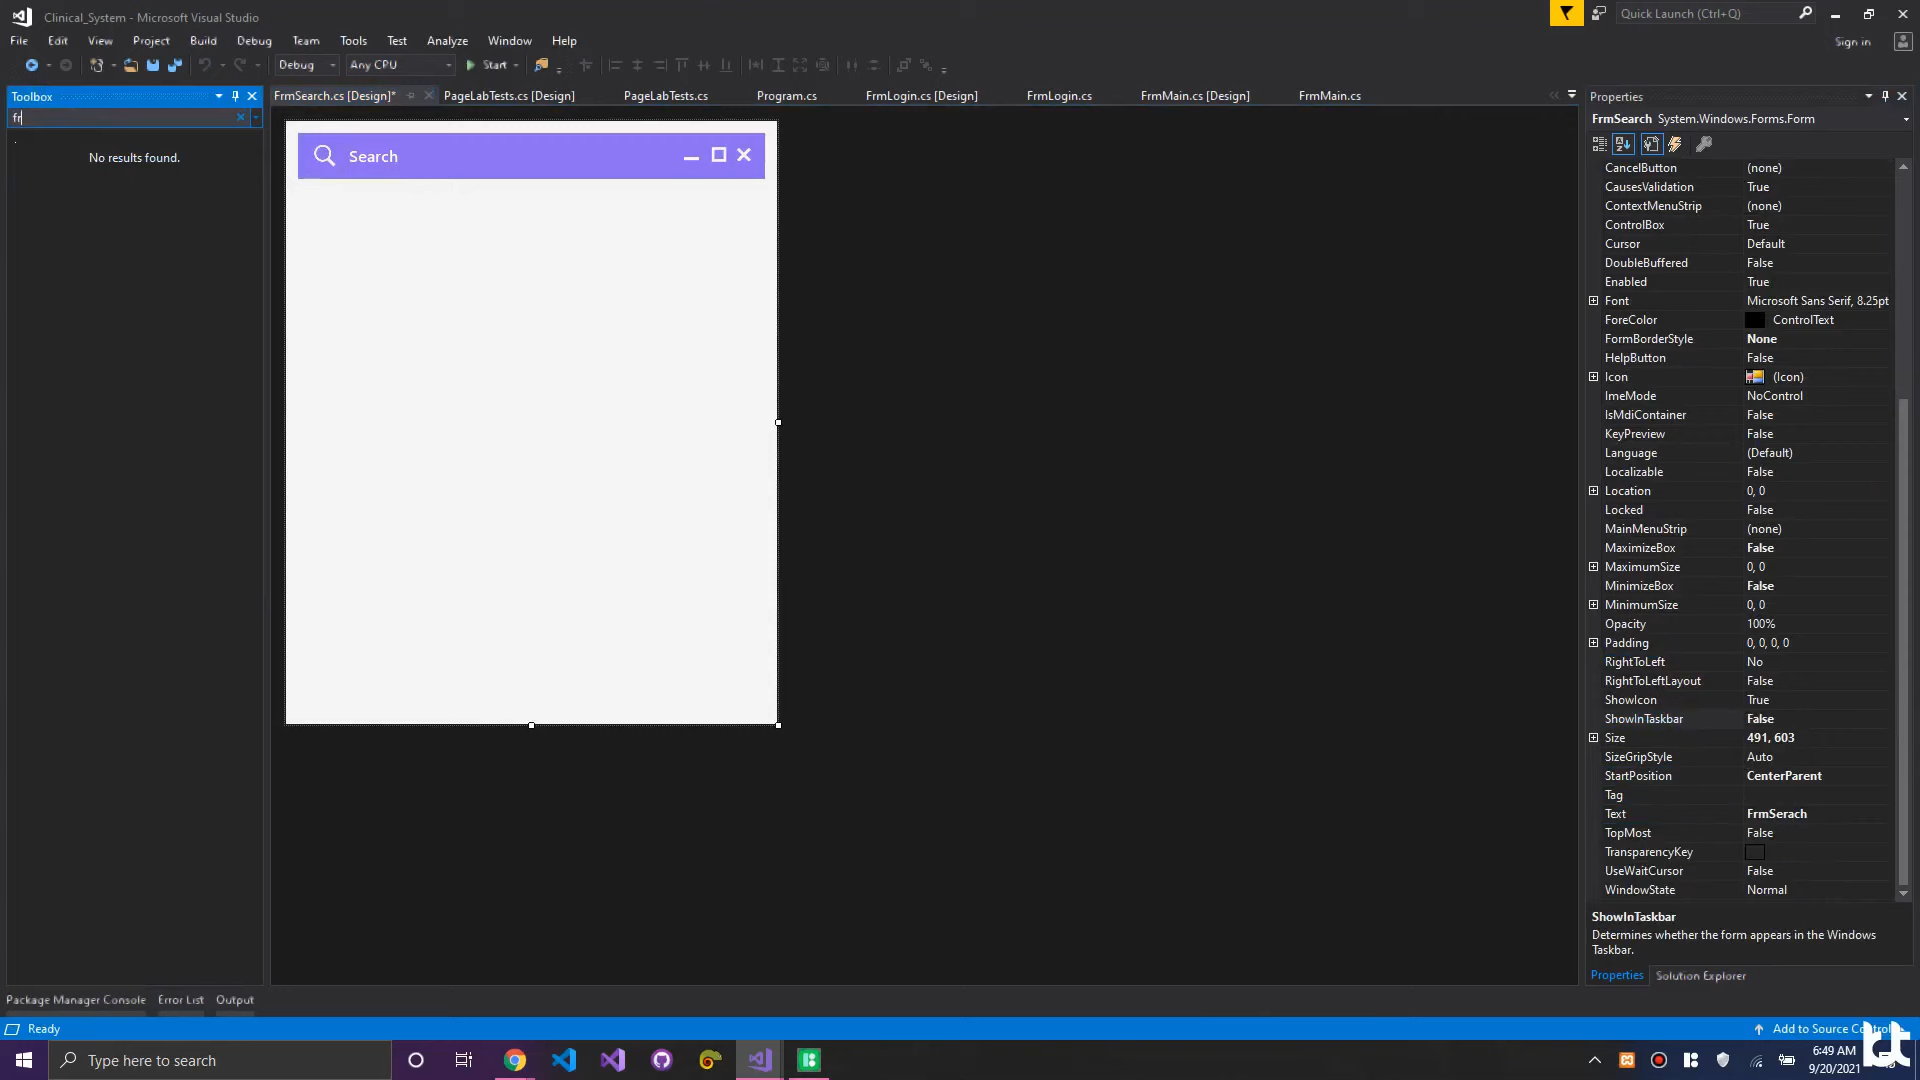 Clinical_System - Microsoft Visual Studio
Quick Launch (Ctrl+Q)
File Edit View Project Build Debug Team Tools Test Analyze Window Help
Sign in
Debug Any CPU Start
Toolbox
fr
No results found.
FrmSearch.cs [Design]* PageLabTests.cs [Design] PageLabTests.cs Program.cs FrmLogin.cs [Design] FrmLogin.cs FrmMain.cs [Design] FrmMain.cs
Search
Properties
FrmSearch System.Windows.Forms.Form
CancelButton (none)
CausesValidation True
ContextMenuStrip (none)
ControlBox True
Cursor Default
DoubleBuffered False
Enabled True
Font Microsoft Sans Serif, 8.25pt
ForeColor ControlText
FormBorderStyle None
HelpButton False
Icon (Icon)
ImeMode NoControl
IsMdiContainer False
KeyPreview False
Language (Default)
Localizable False
Location 0, 0
Locked False
MainMenuStrip (none)
MaximizeBox False
MaximumSize 0, 0
MinimizeBox False
MinimumSize 0, 0
Opacity 100%
Padding 0, 0, 0, 0
RightToLeft No
RightToLeftLayout False
ShowIcon True
ShowInTaskbar False
Size 491, 603
SizeGripStyle Auto
StartPosition CenterParent
Tag
Text FrmSerach
TopMost False
TransparencyKey
UseWaitCursor False
WindowState Normal
ShowInTaskbar
Determines whether the form appears in the Windows
Taskbar.
Properties Solution Explorer
Package Manager Console Error List Output
Ready
Add to Source Control
Type here to search
6:49 AM
9/20/2021